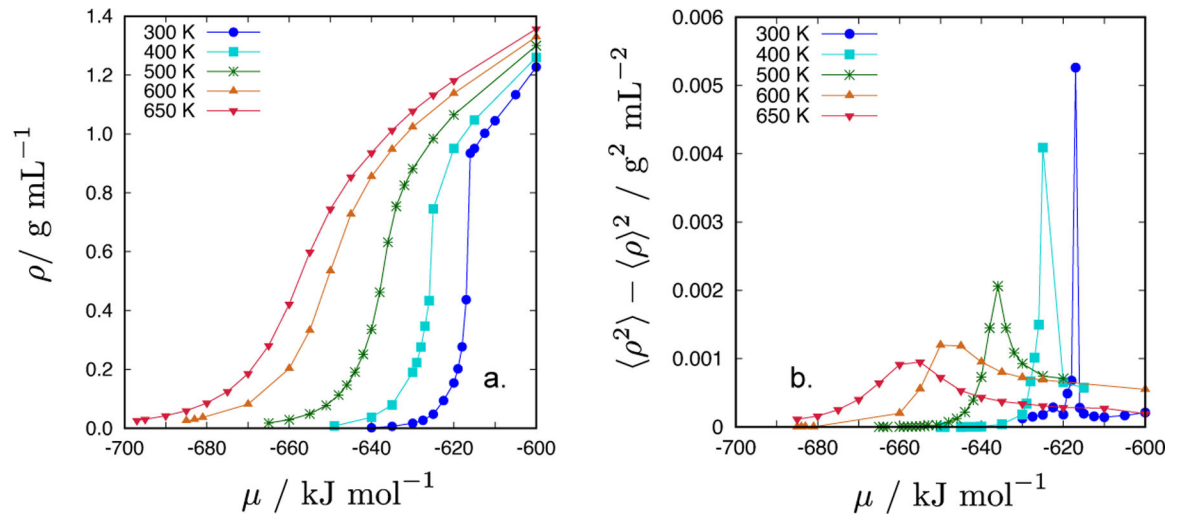 1.4
1.2
1.0
0.8
0.6
0.4
0.2
0.0
ρ/ g mL⁻¹
300 K
400 K
500 K
600 K
650 K
a.
-700 -680 -660 -640 -620 -600
μ / kJ mol⁻¹
0.006
0.005
0.004
0.003
0.002
0.001
0
⟨ρ²⟩ − ⟨ρ⟩² / g² mL⁻²
300 K
400 K
500 K
600 K
650 K
b.
-700 -680 -660 -640 -620 -600
μ / kJ mol⁻¹